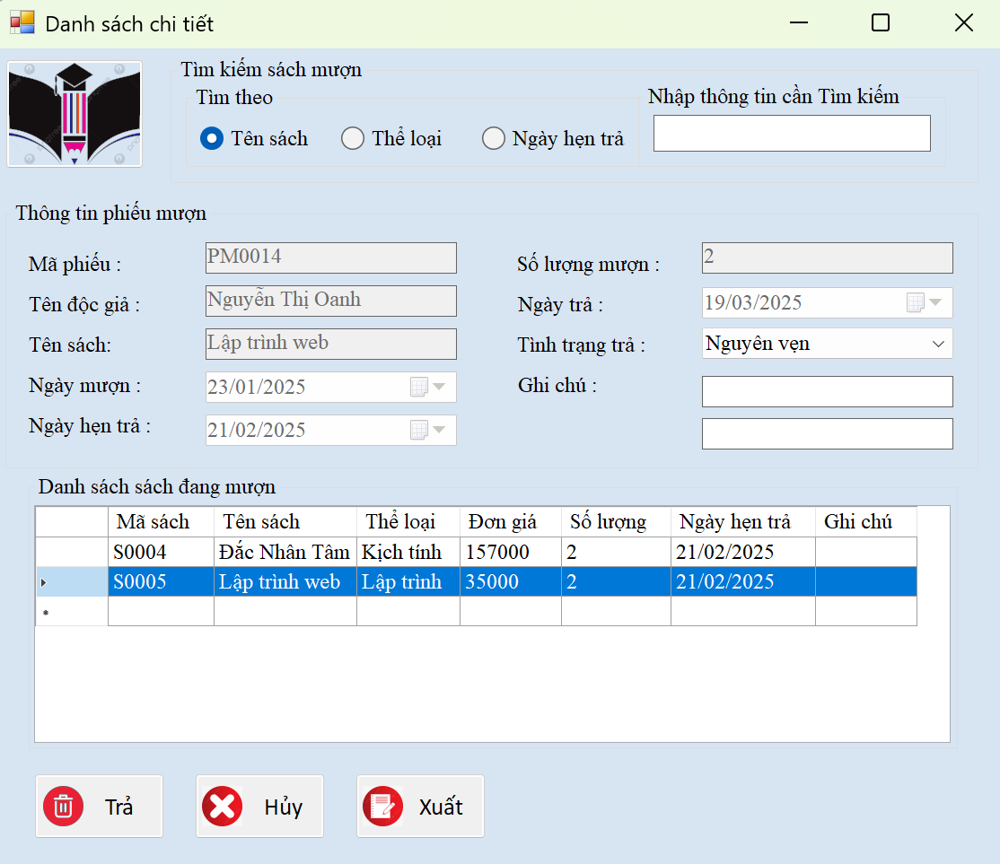 Danh sách chi tiết
Tìm kiếm sách mượn
Tìm theo
Nhập thông tin cần Tìm kiếm
Tên sách Thể loại Ngày hẹn trả
Thông tin phiếu mượn
Mã phiếu : PM0014 Số lượng mượn : 2
Tên độc giả : Nguyễn Thị Oanh Ngày trả : 19/03/2025
Tên sách: Lập trình web Tình trạng trả : Nguyên vẹn
Ngày mượn : 23/01/2025 Ghi chú :
Ngày hẹn trả : 21/02/2025
Danh sách sách đang mượn
Mã sách Tên sách Thể loại Đơn giá Số lượng Ngày hẹn trả Ghi chú
S0004 Đắc Nhân Tâm Kịch tính 157000 2 21/02/2025
S0005 Lập trình web Lập trình 35000 2 21/02/2025
Trả Hủy Xuất